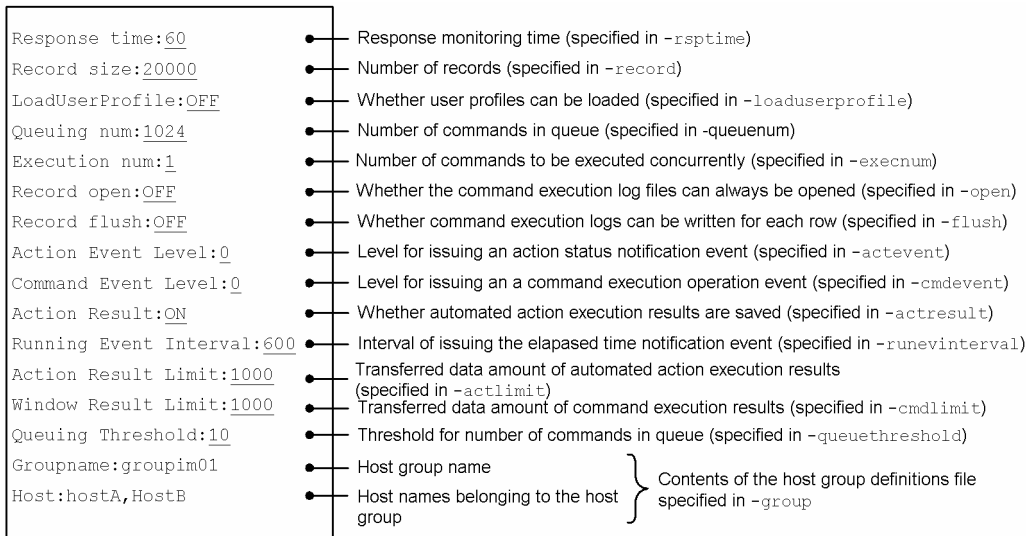 Response time:60 Response monitoring time (specified in -rsptime)
Record size:20000 Number of records (specified in -record)
LoadUserProfile:OFF Whether user profiles can be loaded (specified in -loaduserprofile)
Queuing num:1024 Number of commands in queue (specified in -queuenum)
Execution num:1 Number of commands to be executed concurrently (specified in -execnum)
Record open:OFF Whether the command execution log files can always be opened (specified in -open)
Record flush:OFF Whether command execution logs can be written for each row (specified in -flush)
Action Event Level:0 Level for issuing an action status notification event (specified in -actevent)
Command Event Level:0 Level for issuing an a command execution operation event (specified in -cmdevent)
Action Result:ON Whether automated action execution results are saved (specified in -actresult)
Running Event Interval:600 Interval of issuing the elapased time notification event (specified in -runevinterval)
Action Result Limit:1000 Transferred data amount of automated action execution results
(specified in -actlimit)
Window Result Limit:1000 Transferred data amount of command execution results (specified in -cmdlimit)
Queuing Threshold:10 Threshold for number of commands in queue (specified in -queuethreshold)
Groupname:groupim01 Host group name
Host:hostA,HostB Host names belonging to the host
group
Contents of the host group definitions file
specified in -group